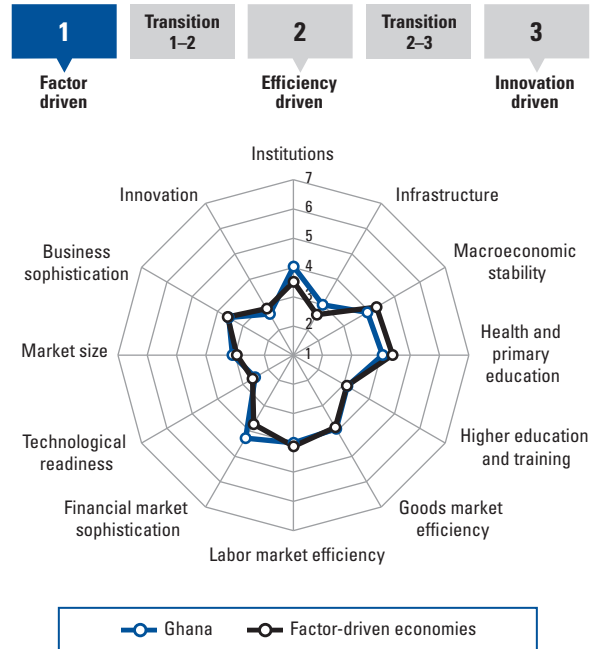 1
Transition
1–2
2
Transition
2–3
3
Factor
driven
Efficiency
driven
Innovation
driven
Institutions
Infrastructure
Macroeconomic
stability
Health and
primary
education
Higher education
and training
Goods market
efficiency
Labor market efficiency
Financial market
sophistication
Technological
readiness
Market size
Business
sophistication
Innovation
7
6
5
4
3
2
1
Ghana
Factor-driven economies